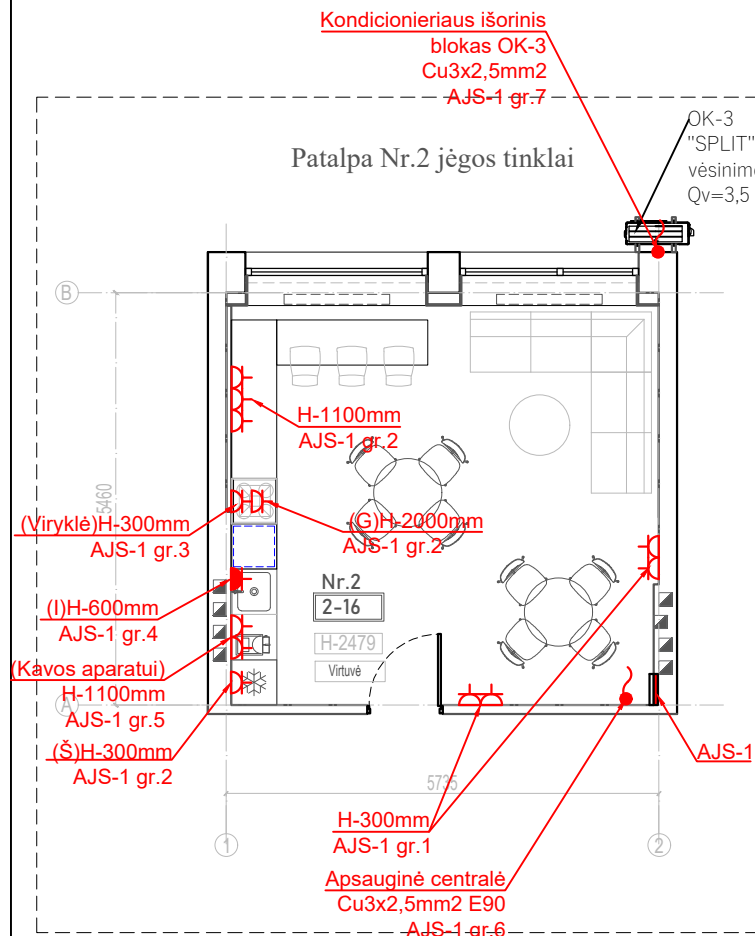 Kondicionieriaus išorinis
blokas OK-3
Cu3x2,5mm2
AJS-1 gr.7
OK-3
"SPLIT"
vėsinimo
Qv=3,5
Patalpa Nr.2 jėgos tinklai
B
H-1100mm
AJS-1 gr.2
5460
(Viryklė)H-300mm
AJS-1 gr.3
(G)H-2000mm
AJS-1 gr.2
(I)H-600mm
AJS-1 gr.4
Nr.2
2-16
H-2479
Virtuvė
(Kavos aparatui)
H-1100mm
AJS-1 gr.5
A
(Š)H-300mm
AJS-1 gr.2
AJS-1
5735
H-300mm
AJS-1 gr.1
1
2
Apsauginė centralė
Cu3x2,5mm2 E90
AJS-1 gr.6